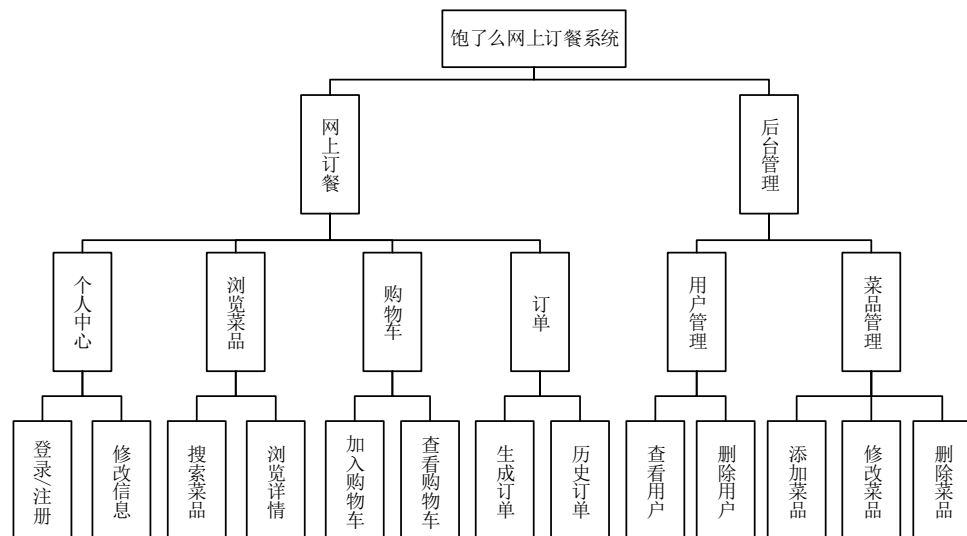 饱了么网上订餐系统
网上订餐
后台管理
个人中心
浏览菜品
购物车
订单
用户管理
菜品管理
登录/注册
修改信息
搜索菜品
浏览详情
加入购物车
查看购物车
生成订单
历史订单
查看用户
删除用户
添加菜品
修改菜品
删除菜品